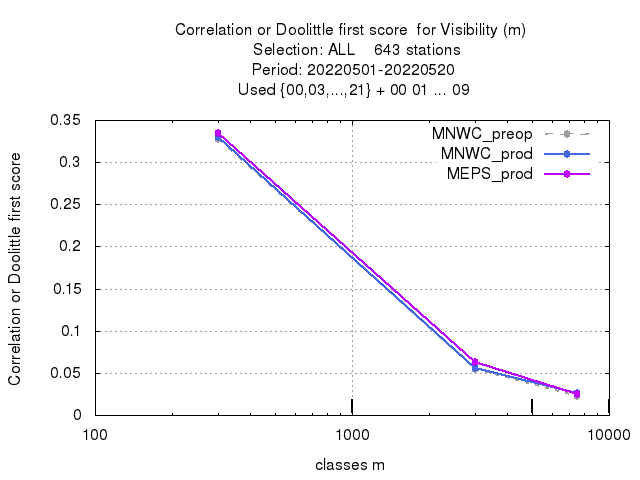 Correlation or Doolittle first score  for Visibility (m)
Selection: ALL    643 stations
Period: 20220501-20220520
Used {00,03,...,21} + 00 01 ... 09
Correlation or Doolittle first score
0.35
0.3
0.25
0.2
0.15
0.1
0.05
0
MNWC_preop
MNWC_prod
MEPS_prod
100
1000
10000
classes m